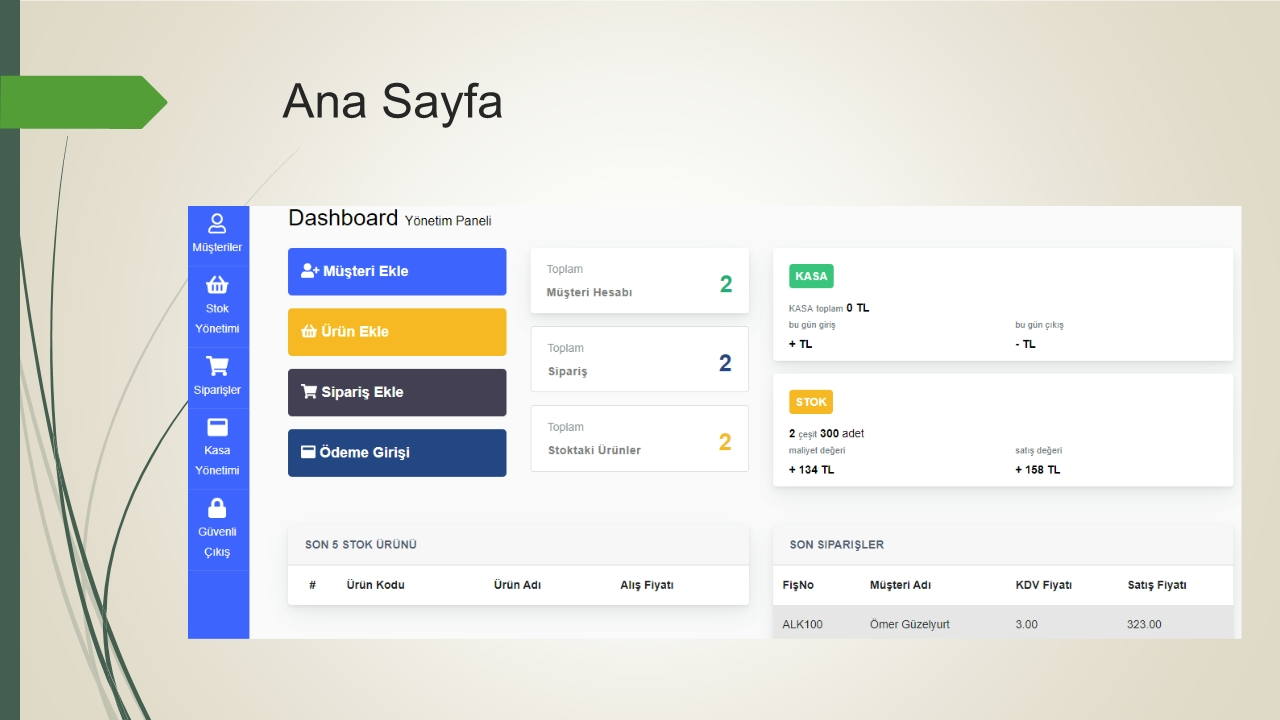 Ana Sayfa
Dashboard Yönetim Paneli
Müşteriler
Stok
Yönetimi
Siparişler
Kasa
Yönetimi
Güvenli
Çıkış
Müşteri Ekle
Ürün Ekle
Sipariş Ekle
Ödeme Girişi
Toplam
Müşteri Hesabı
2
Toplam
Sipariş
2
Toplam
Stoktaki Ürünler
2
KASA
KASA toplam 0 TL
bu gün giriş
bu gün çıkış
+ TL
- TL
STOK
2 çeşit 300 adet
maliyet değeri
satış değeri
+ 134 TL
+ 158 TL
SON 5 STOK ÜRÜNÜ
# Ürün Kodu Ürün Adı Alış Fiyatı
SON SIPARIŞLER
FişNo Müşteri Adı KDV Fiyatı Satış Fiyatı
ALK100 Ömer Güzelyurt 3.00 323.00